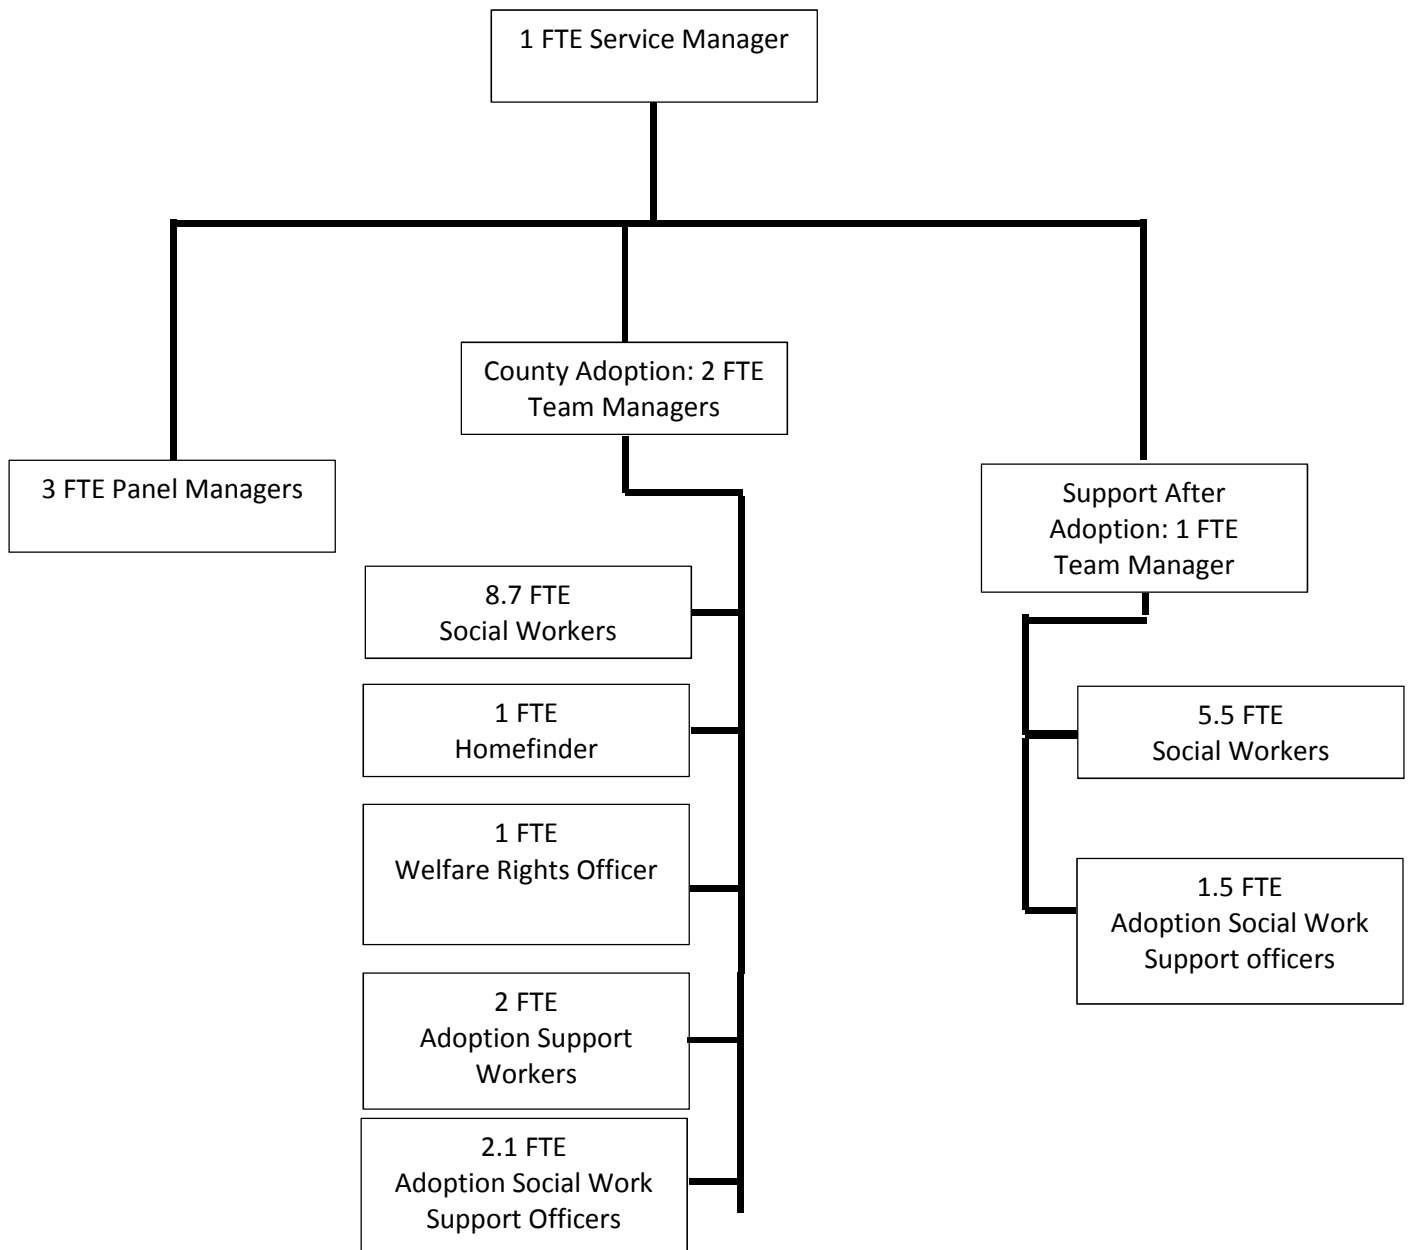 1 FTE Service Manager
County Adoption: 2 FTE
Team Managers
3 FTE Panel Managers
Support After
Adoption: 1 FTE
Team Manager
8.7 FTE
Social Workers
1 FTE
Homefinder
1 FTE
Welfare Rights Officer
2 FTE
Adoption Support
Workers
2.1 FTE
Adoption Social Work
Support Officers
5.5 FTE
Social Workers
1.5 FTE
Adoption Social Work
Support officers